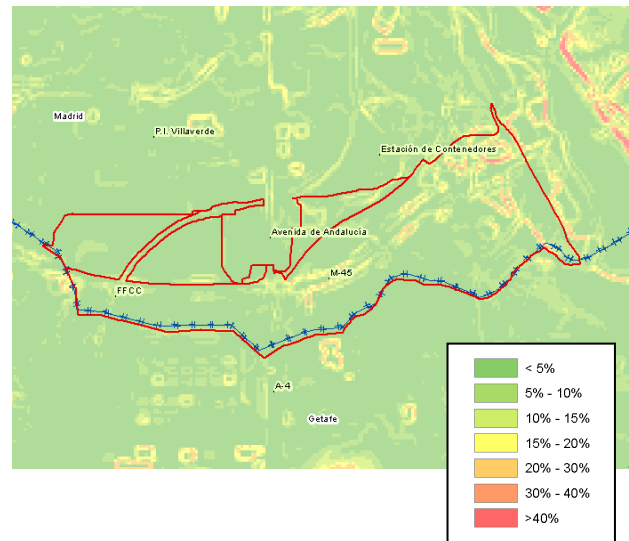 Madrid
P.I. Villaverde
Estación de Contenedores
Avenida de Andalucía
M-45
FFCC
A-4
Getafe
< 5%
5% - 10%
10% - 15%
15% - 20%
20% - 30%
30% - 40%
>40%